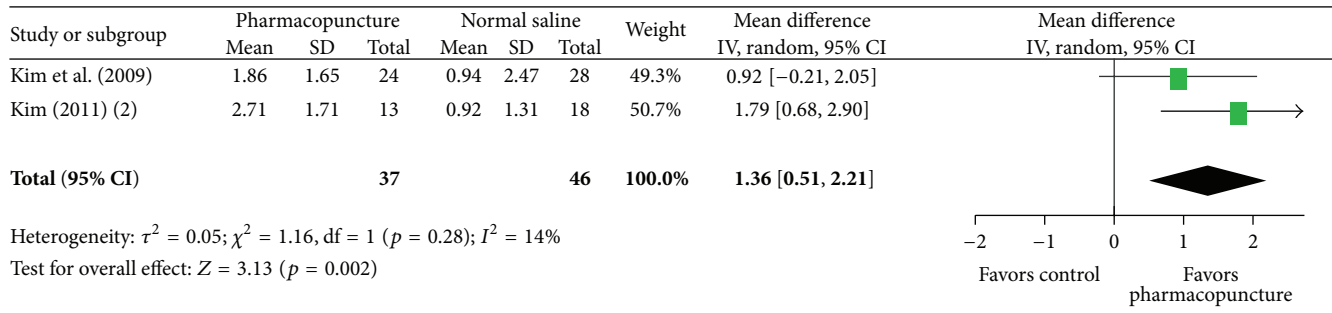 Study or subgroup Pharmacopuncture Normal saline Weight Mean difference Mean difference
Mean SD Total Mean SD Total IV, random, 95% CI IV, random, 95% CI
Kim et al. (2009) 1.86 1.65 24 0.94 2.47 28 49.3% 0.92 [−0.21, 2.05]
Kim (2011) (2) 2.71 1.71 13 0.92 1.31 18 50.7% 1.79 [0.68, 2.90]
Total (95% CI) 37 46 100.0% 1.36 [0.51, 2.21]
Heterogeneity: τ² = 0.05; χ² = 1.16, df = 1 (p = 0.28); I² = 14%
Test for overall effect: Z = 3.13 (p = 0.002)
−2 −1 0 1 2
Favors control Favors
pharmacopuncture